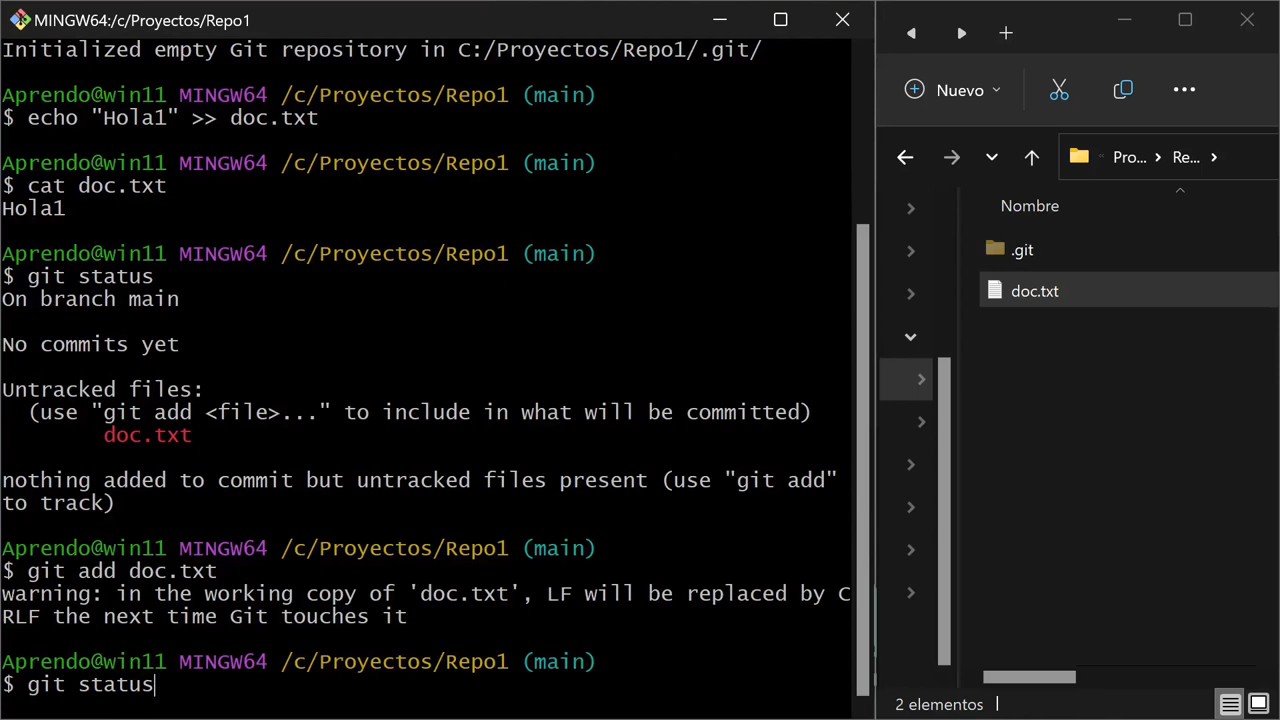 MINGW64:/c/Proyectos/Repo1
Initialized empty Git repository in C:/Proyectos/Repo1/.git/
Aprendo@win11 MINGW64 /c/Proyectos/Repo1 (main)
$ echo "Hola1" >> doc.txt
Aprendo@win11 MINGW64 /c/Proyectos/Repo1 (main)
$ cat doc.txt
Hola1
Aprendo@win11 MINGW64 /c/Proyectos/Repo1 (main)
$ git status
On branch main
No commits yet
Untracked files:
(use "git add <file>..." to include in what will be committed)
doc.txt
nothing added to commit but untracked files present (use "git add"
to track)
Aprendo@win11 MINGW64 /c/Proyectos/Repo1 (main)
$ git add doc.txt
warning: in the working copy of 'doc.txt', LF will be replaced by C
RLF the next time Git touches it
Aprendo@win11 MINGW64 /c/Proyectos/Repo1 (main)
$ git status
Nuevo
Pro... > Re... >
Nombre
.git
doc.txt
2 elementos